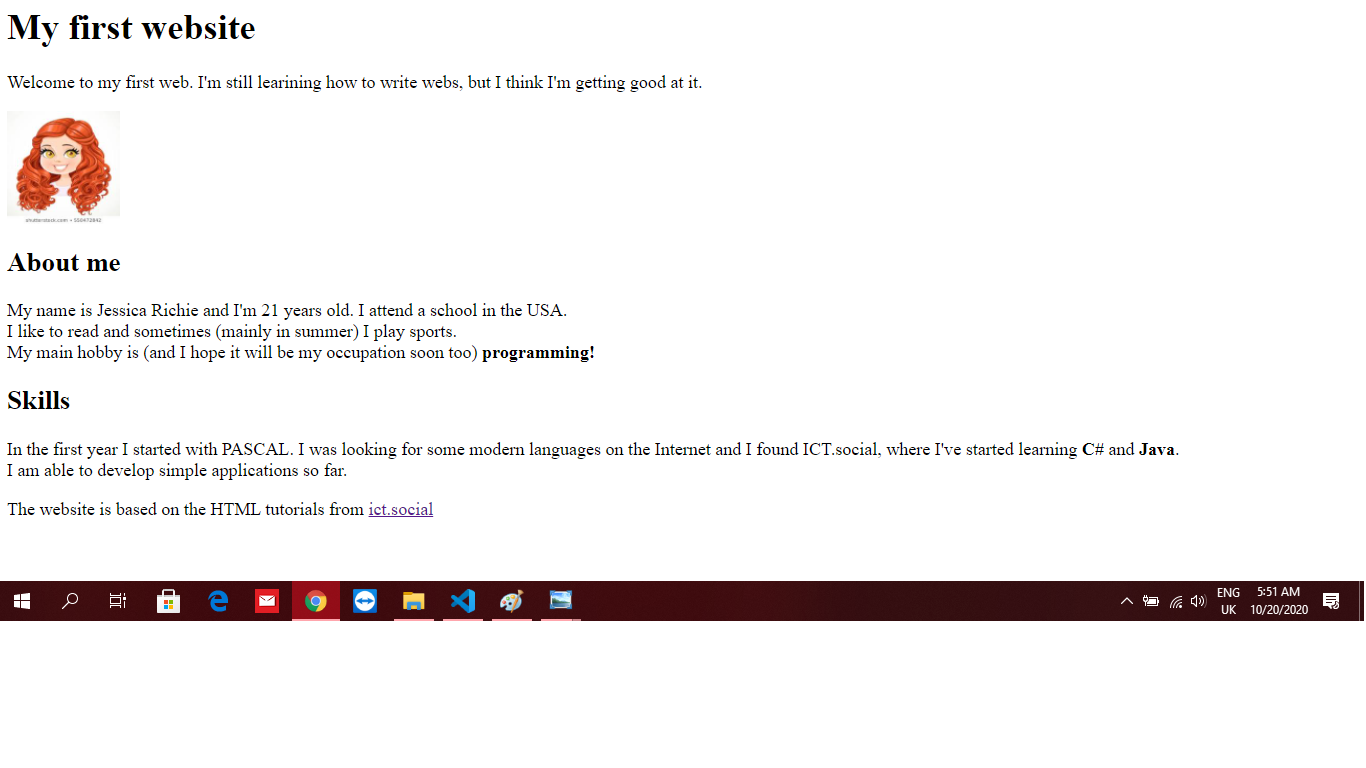 My first website
Welcome to my first web. I'm still learining how to write webs, but I think I'm getting good at it.
shutterstock.com • 550472842
About me
My name is Jessica Richie and I'm 21 years old. I attend a school in the USA.
I like to read and sometimes (mainly in summer) I play sports.
My main hobby is (and I hope it will be my occupation soon too) programming!
Skills
In the first year I started with PASCAL. I was looking for some modern languages on the Internet and I found ICT.social, where I've started learning C# and Java.
I am able to develop simple applications so far.
The website is based on the HTML tutorials from ict.social
ENG
UK
5:51 AM
10/20/2020